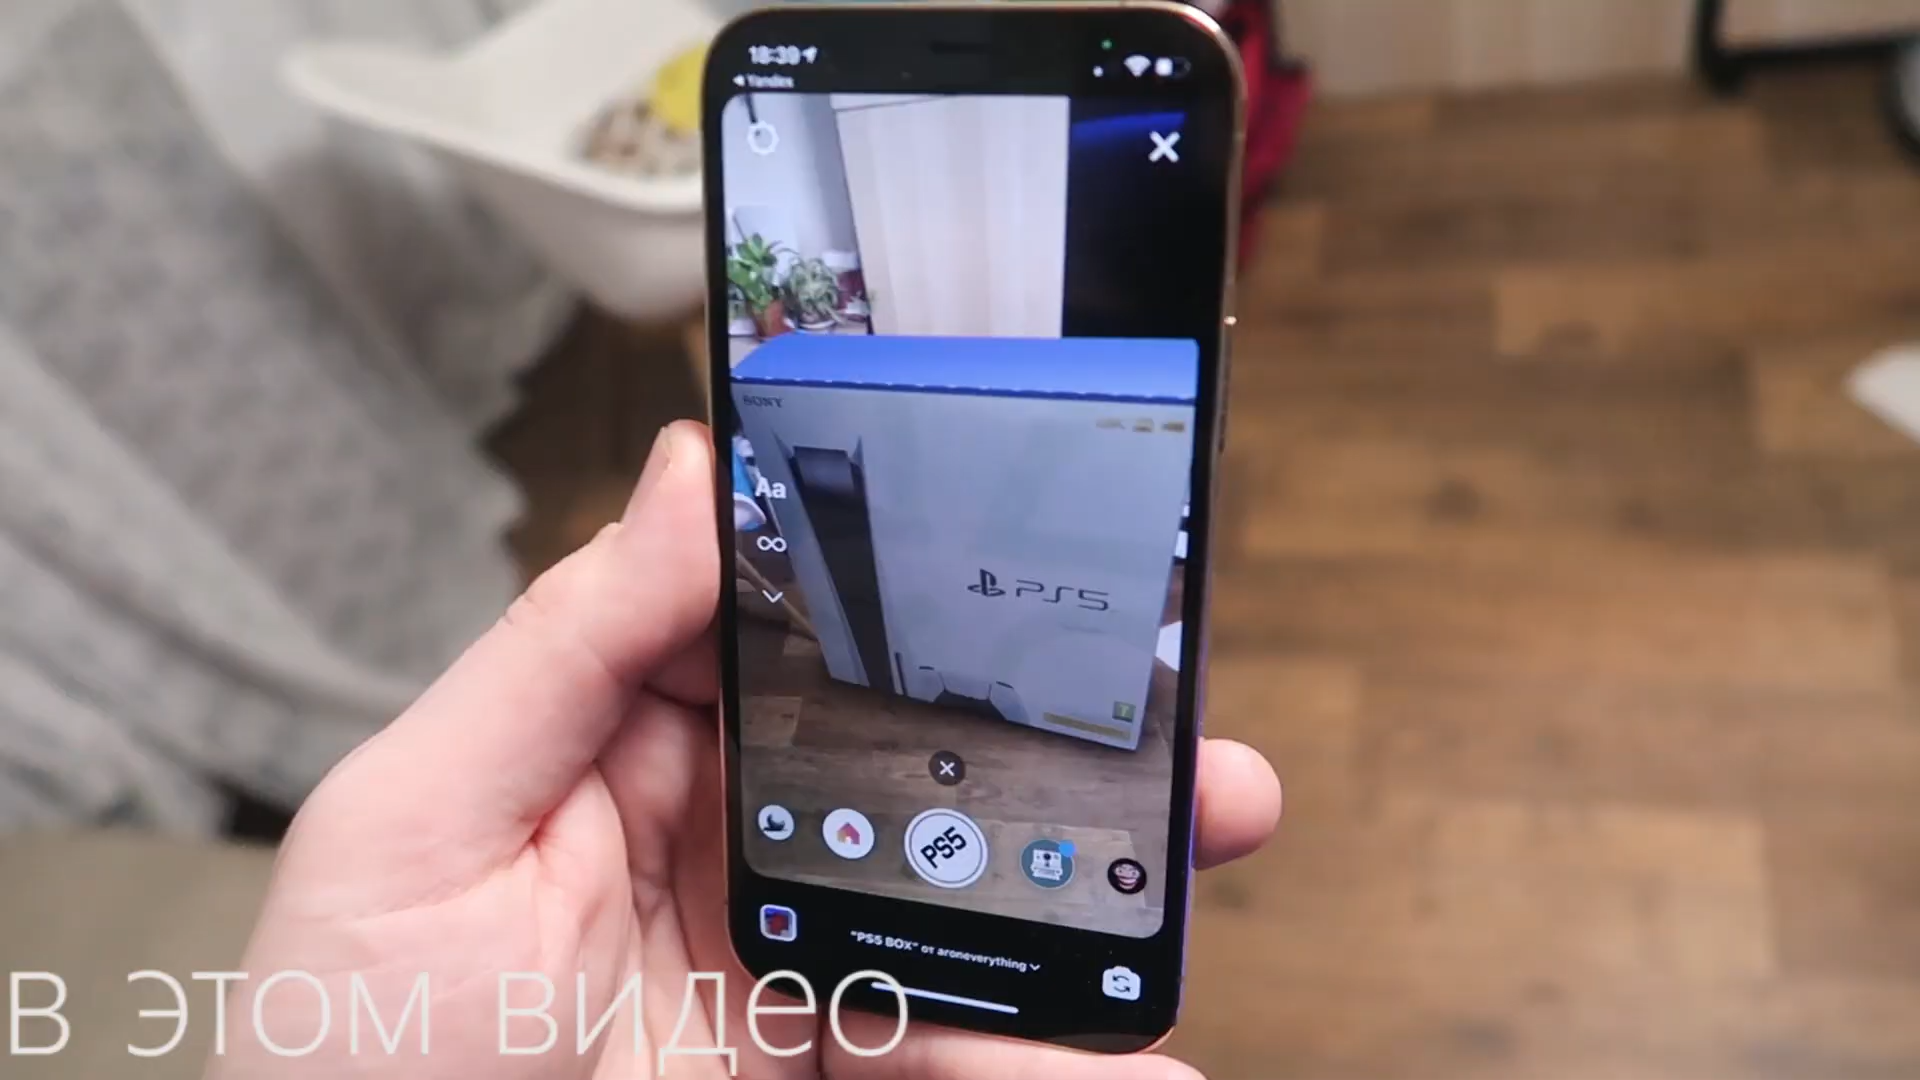 18:39
◀ Yandex
SONY
Aa
PS5
PS5
"PS5 BOX" от aroneverything
в этом видео